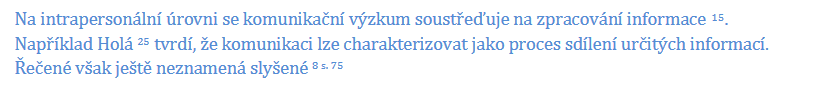 Na intrapersonální úrovni se komunikační výzkum soustřeďuje na zpracování informace ¹⁵.
Například Holá ²⁵ tvrdí, že komunikaci lze charakterizovat jako proces sdílení určitých informací.
Řečené však ještě neznamená slyšené ⁸ ˢ· ⁷⁵